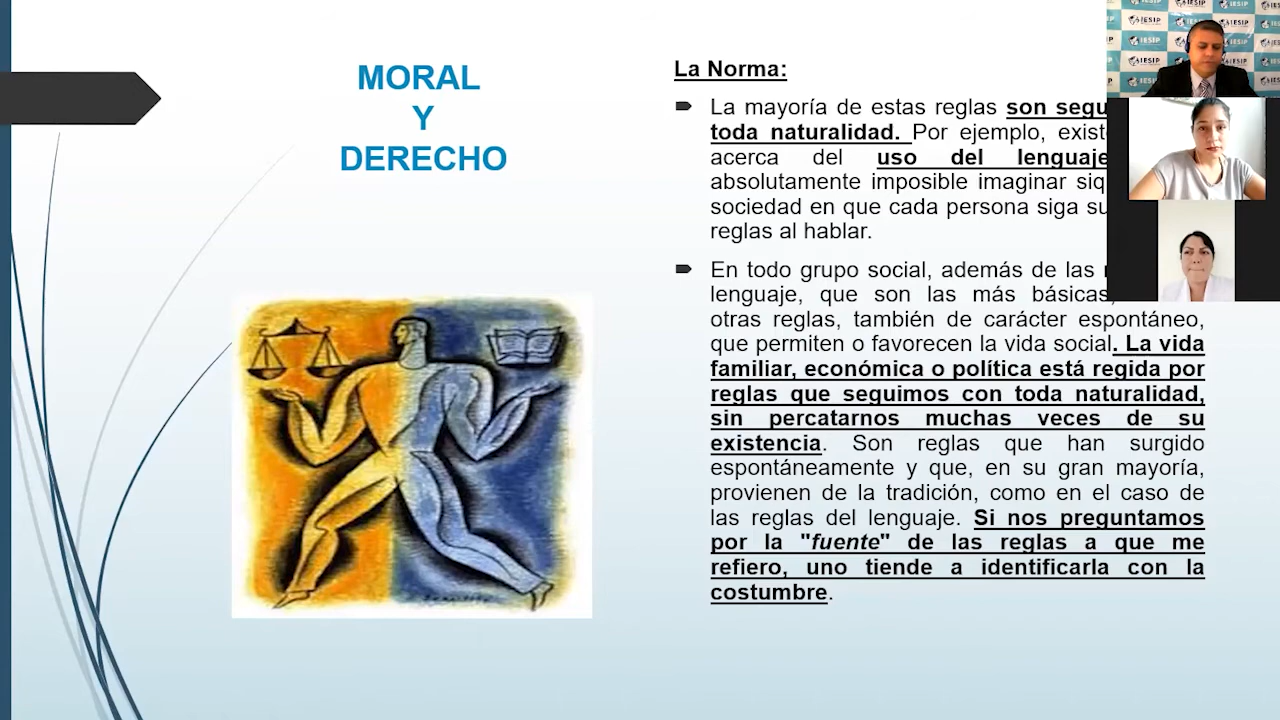 MORAL
Y
DERECHO
La Norma:
La mayoría de estas reglas son
toda naturalidad. Por ejemplo,
acerca del uso del lenguaje
absolutamente imposible imaginar
sociedad en que cada persona siga
reglas al hablar.
En todo grupo social, además de las
lenguaje, que son las más básicas,
otras reglas, también de carácter espontáneo,
que permiten o favorecen la vida social. La vida
familiar, económica o política está regida por
reglas que seguimos con toda naturalidad,
sin percatarnos muchas veces de su
existencia. Son reglas que han surgido
espontáneamente y que, en su gran mayoría,
provienen de la tradición, como en el caso de
las reglas del lenguaje. Si nos preguntamos
por la "fuente" de las reglas a que me
refiero, uno tiende a identificarla con la
costumbre.
IESIP